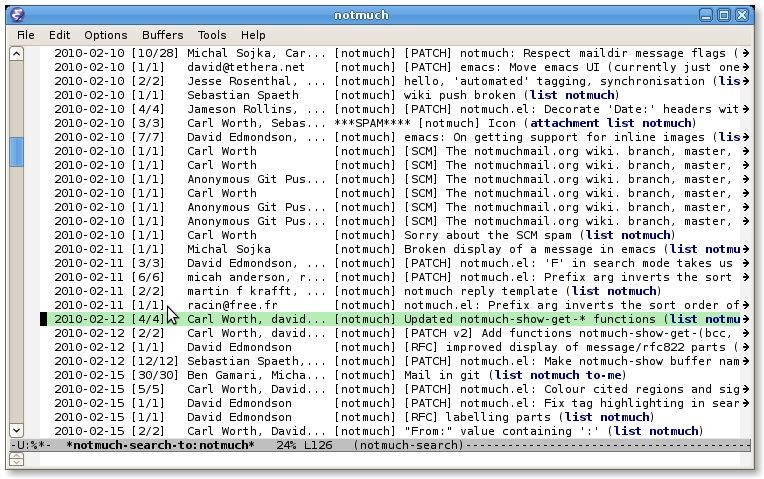 notmuch
File Edit Options Buffers Tools Help
2010-02-10 [10/28] Michal Sojka, Car... [notmuch] [PATCH] notmuch: Respect maildir message flags (
2010-02-10 [1/1] david@tethera.net [notmuch] [PATCH] emacs: Move emacs UI (currently just one
2010-02-10 [2/2] Jesse Rosenthal, ... [notmuch] hello, 'automated' tagging, synchronisation (lis
2010-02-10 [1/1] Sebastian Spaeth [notmuch] wiki push broken (list notmuch)
2010-02-10 [4/4] Jameson Rollins, ... [notmuch] [PATCH] notmuch.el: Decorate 'Date:' headers wit
2010-02-10 [3/3] Carl Worth, Sebas... ***SPAM**** [notmuch] Icon (attachment list notmuch)
2010-02-10 [7/7] David Edmondson, ... [notmuch] emacs: On getting support for inline images (lis
2010-02-10 [1/1] Carl Worth [notmuch] [SCM] The notmuchmail.org wiki. branch, master,
2010-02-10 [1/1] Carl Worth [notmuch] [SCM] The notmuchmail.org wiki. branch, master,
2010-02-10 [1/1] Anonymous Git Pus... [notmuch] [SCM] The notmuchmail.org wiki. branch, master,
2010-02-10 [1/1] Carl Worth [notmuch] [SCM] The notmuchmail.org wiki. branch, master,
2010-02-10 [1/1] Anonymous Git Pus... [notmuch] [SCM] The notmuchmail.org wiki. branch, master,
2010-02-10 [1/1] Anonymous Git Pus... [notmuch] [SCM] The notmuchmail.org wiki. branch, master,
2010-02-10 [1/1] Carl Worth [notmuch] Sorry about the SCM spam (list notmuch)
2010-02-11 [1/1] Michal Sojka [notmuch] Broken display of a message in emacs (list notmu
2010-02-11 [3/3] David Edmondson, ... [notmuch] [PATCH] notmuch.el: 'F' in search mode takes us
2010-02-11 [6/6] micah anderson, r... [notmuch] [PATCH] notmuch.el: Prefix arg inverts the sort
2010-02-11 [2/2] martin f krafft, ... [notmuch] notmuch reply template (list notmuch)
2010-02-11 [1/1] racin@free.fr [notmuch] notmuch.el: Prefix arg inverts the sort order of
2010-02-12 [4/4] Carl Worth, david... [notmuch] Updated notmuch-show-get-* functions (list notmu
2010-02-12 [2/2] Carl Worth, david... [notmuch] [PATCH v2] Add functions notmuch-show-get-(bcc,
2010-02-12 [1/1] David Edmondson [notmuch] [RFC] improved display of message/rfc822 parts (
2010-02-12 [12/12] Sebastian Spaeth,... [notmuch] [PATCH] notmuch.el: Make notmuch-show buffer nam
2010-02-15 [30/30] Ben Gamari, Micha... [notmuch] Mail in git (list notmuch to-me)
2010-02-15 [5/5] Carl Worth, David... [notmuch] [PATCH] notmuch.el: Colour cited regions and sig
2010-02-15 [1/1] David Edmondson [notmuch] [PATCH] notmuch.el: Fix tag highlighting in sear
2010-02-15 [1/1] David Edmondson [notmuch] [RFC] labelling parts (list notmuch)
2010-02-15 [2/2] Carl Worth, David... [notmuch] "From:" value containing ':' (list notmuch)
-U:%*- *notmuch-search-to:notmuch* 24% L126 (notmuch-search)-----------------------------------------